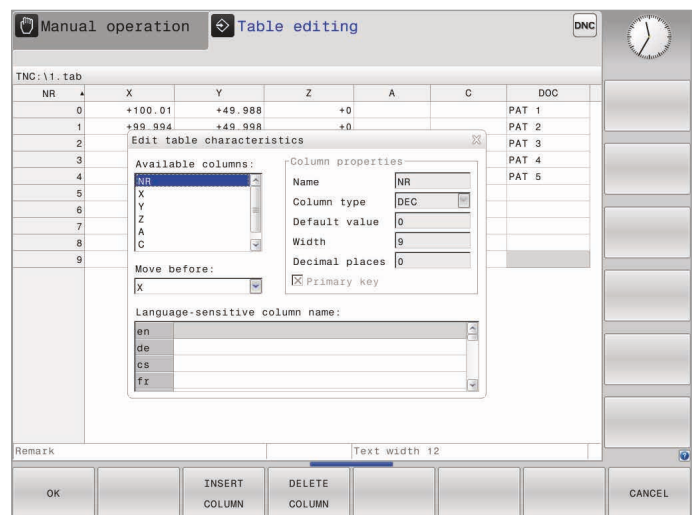 Manual operation
Table editing
DNC
TNC:\1.tab
NR X Y Z A C DOC
0 +100.01 +49.988 +0 PAT 1
1 +99.994 +49.998 +0 PAT 2
2 PAT 3
3 PAT 4
4 PAT 5
5
6
7
8
9
Edit table characteristics
Available columns:
NR
X
Y
Z
A
C
Move before:
X
Column properties
Name NR
Column type DEC
Default value 0
Width 9
Decimal places 0
Primary key
Language-sensitive column name:
en
de
cs
fr
Remark Text width 12
OK
INSERT
COLUMN
DELETE
COLUMN
CANCEL